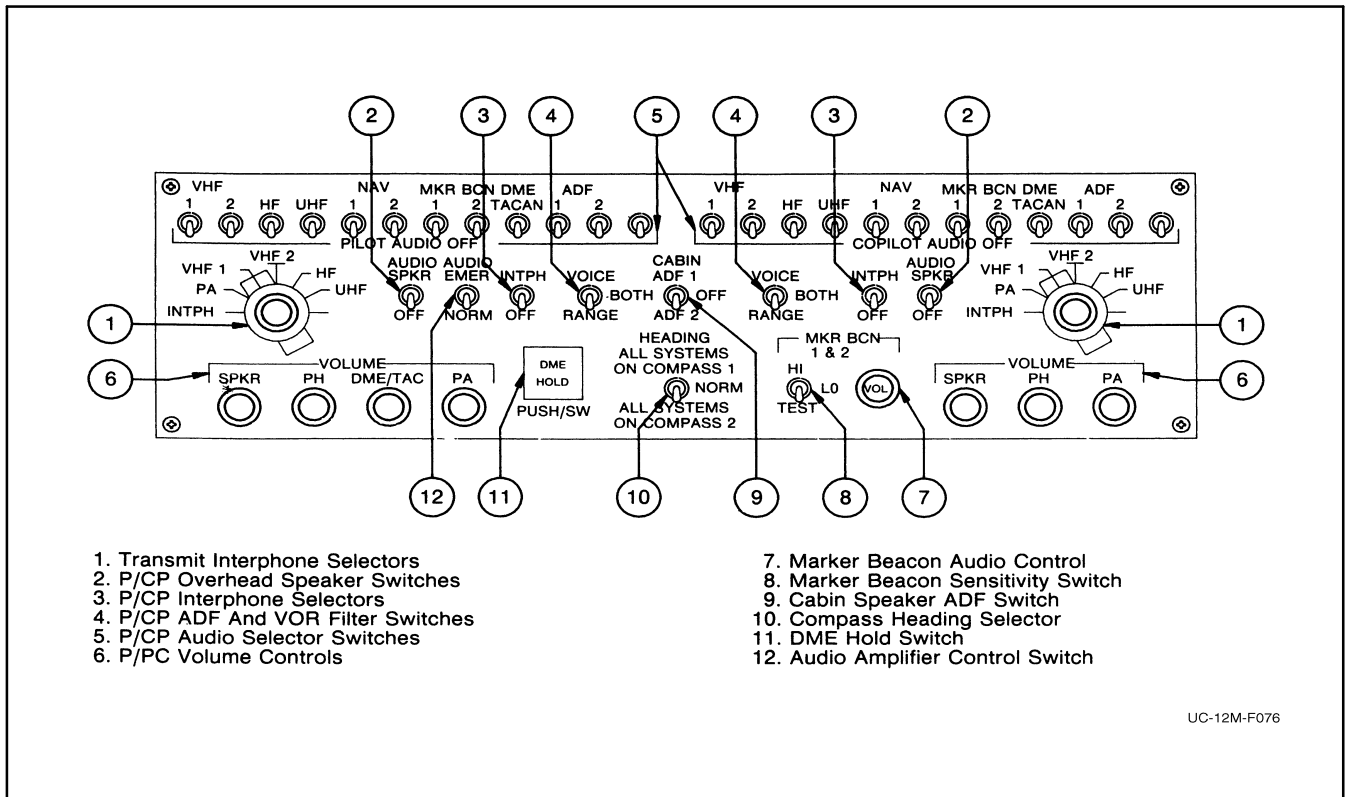 2 3 4 5 4 3 2
VHF NAV MKR BCN DME ADF VHF NAV MKR BCN DME ADF
1 2 HF UHF 1 2 1 2 TACAN 1 2 1 2 HF UHF 1 2 1 2 TACAN 1 2
PILOT AUDIO OFF COPILOT AUDIO OFF
VHF 1 VHF 2 HF UHF PA INTPH
AUDIO SPKR OFF
AUDIO EMER NORM
INTPH OFF
VOICE BOTH RANGE
CABIN ADF 1 OFF ADF 2
VOICE BOTH RANGE
INTPH OFF
AUDIO SPKR OFF
VHF 1 VHF 2 HF UHF PA INTPH
1 1
6 6
VOLUME
SPKR PH DME/TAC PA
DME
HOLD
PUSH/SW
HEADING
ALL SYSTEMS
ON COMPASS 1
NORM
ALL SYSTEMS
ON COMPASS 2
MKR BCN
1 & 2
HI
LO
TEST
VOL
VOLUME
SPKR PH PA
12 11 10 9 8 7
1. Transmit Interphone Selectors
2. P/CP Overhead Speaker Switches
3. P/CP Interphone Selectors
4. P/CP ADF And VOR Filter Switches
5. P/CP Audio Selector Switches
6. P/PC Volume Controls
7. Marker Beacon Audio Control
8. Marker Beacon Sensitivity Switch
9. Cabin Speaker ADF Switch
10. Compass Heading Selector
11. DME Hold Switch
12. Audio Amplifier Control Switch
UC-12M-F076